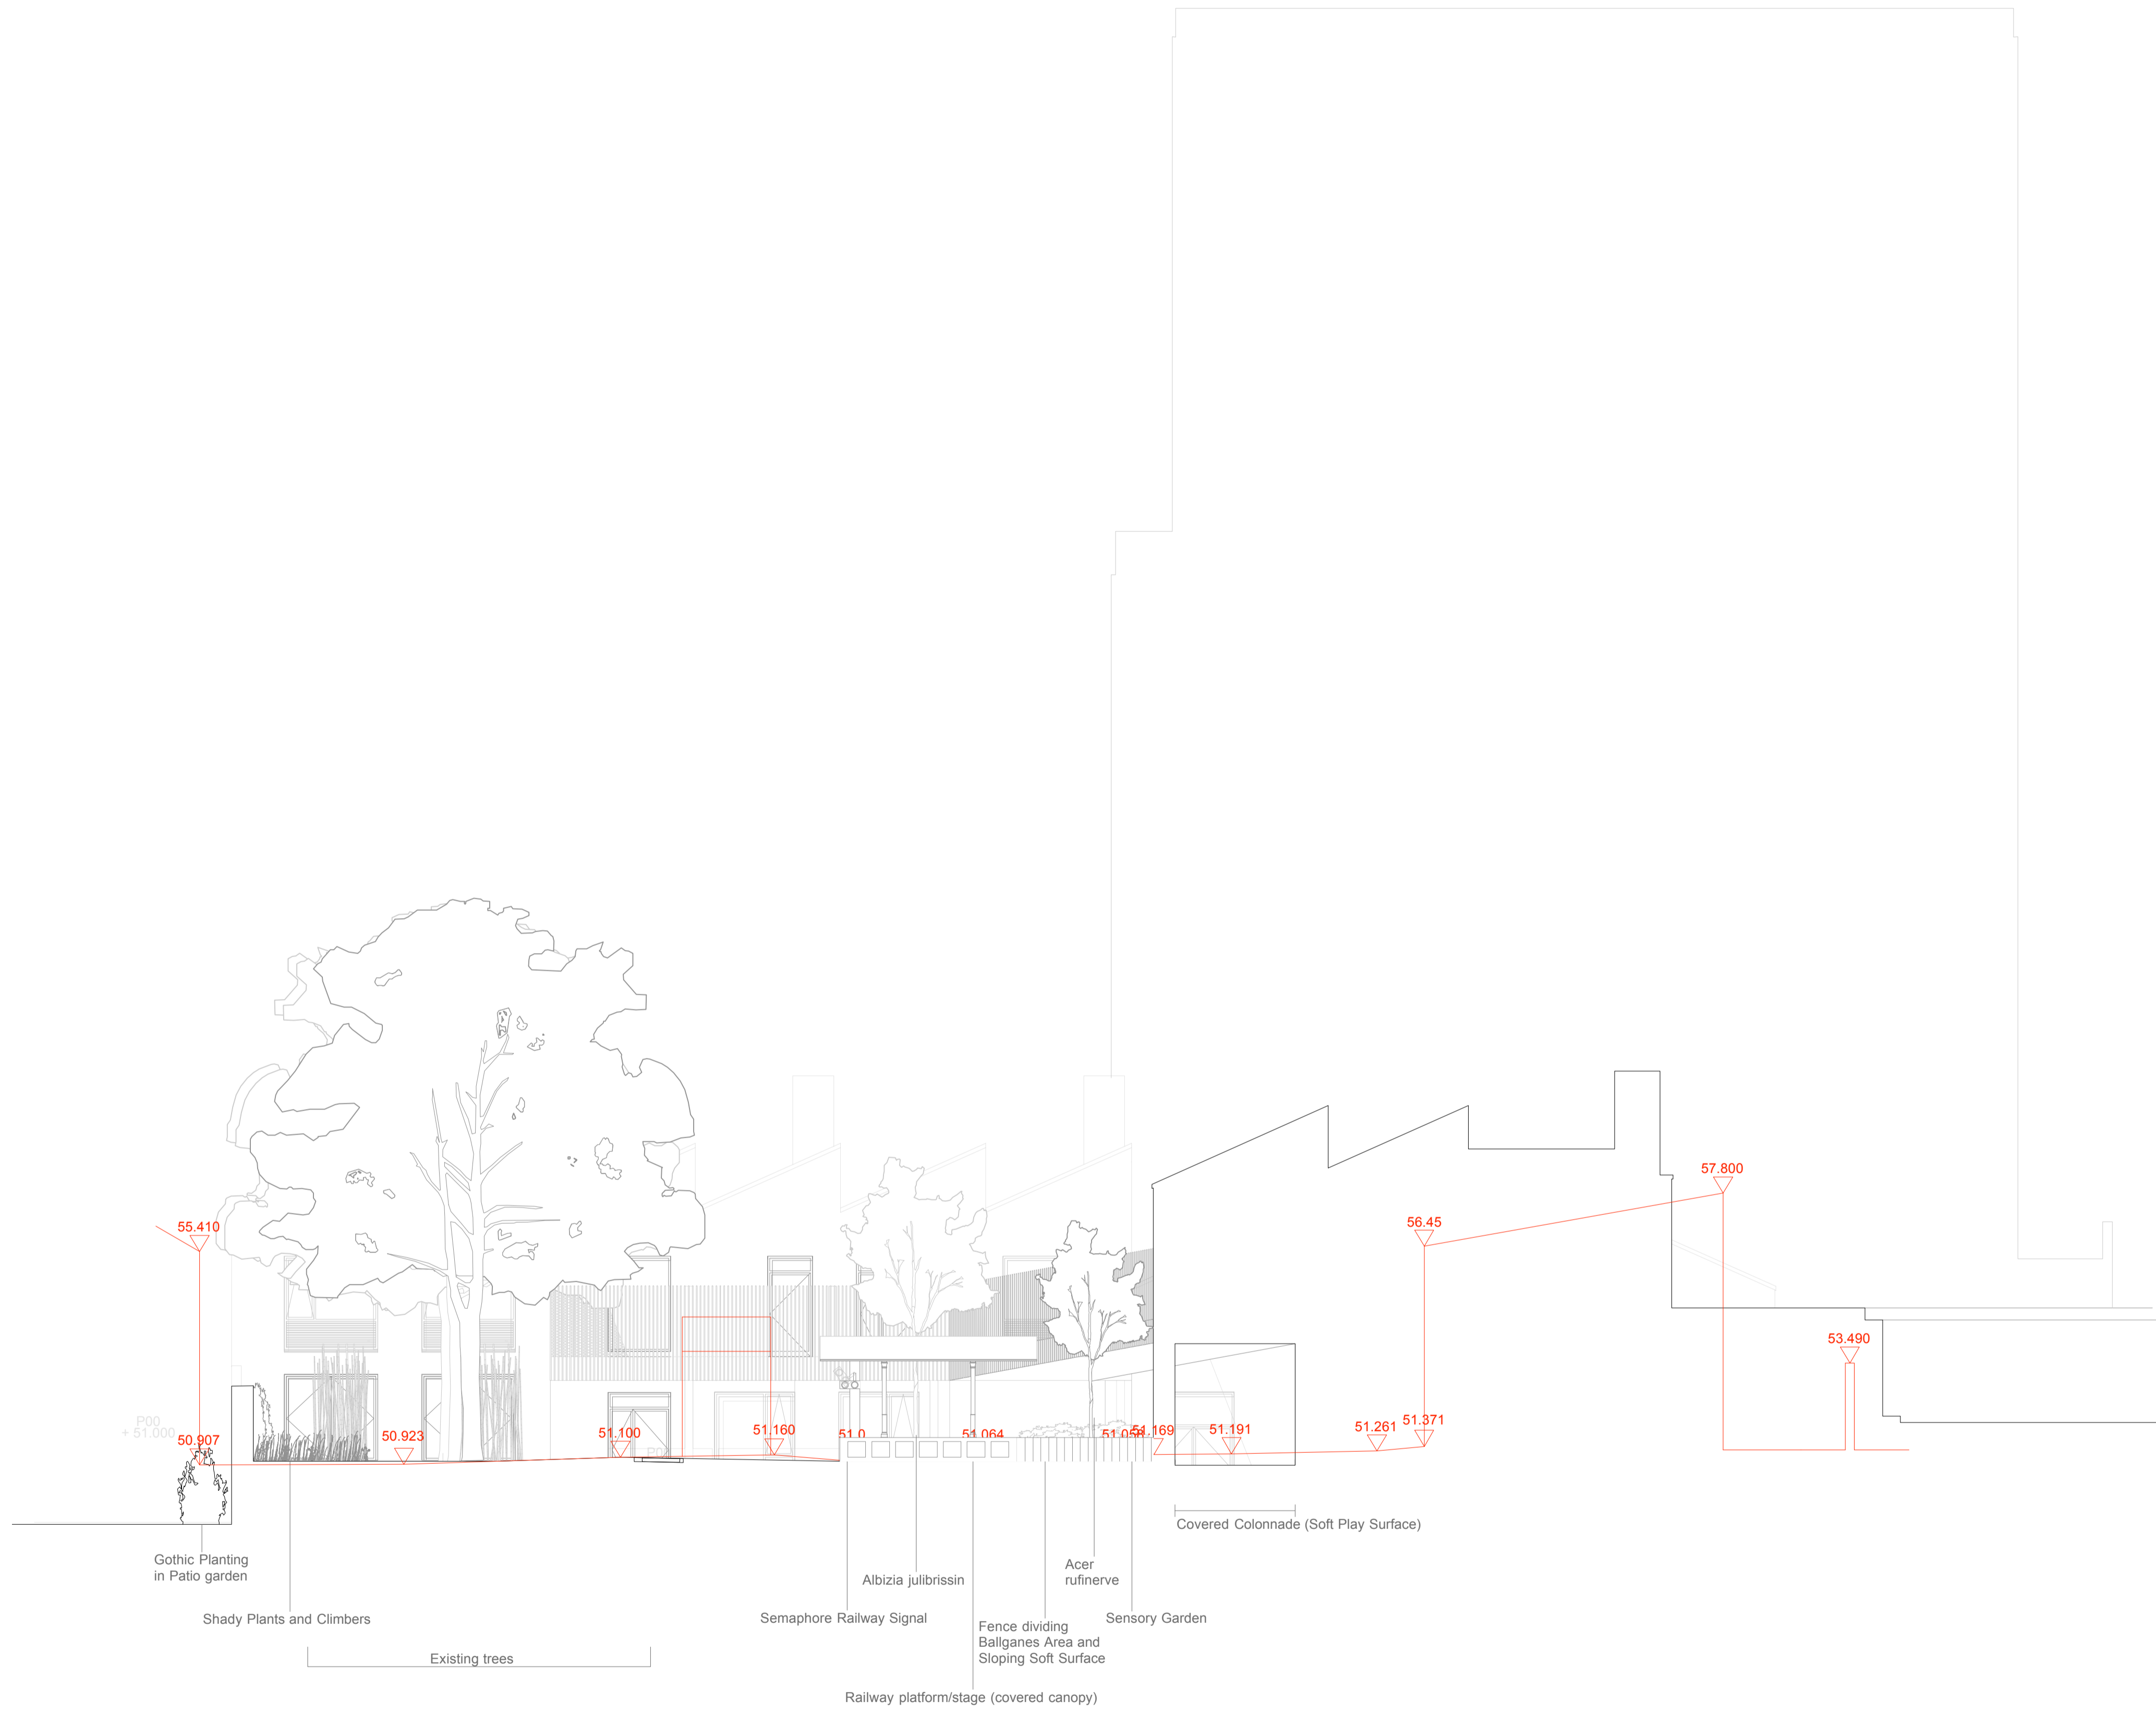 57.800
55.410
56.45
53.490
P00
+ 51.000
50.907
50.923
51.100
51.160
51.0
51.064
51.056
51.169
51.191
51.261
51.371
P00
Covered Colonnade (Soft Play Surface)
Gothic Planting
in Patio garden
Acer
rufinerve
Albizia julibrissin
Shady Plants and Climbers
Semaphore Railway Signal
Sensory Garden
Fence dividing
Ballganes Area and
Sloping Soft Surface
Existing trees
Railway platform/stage (covered canopy)